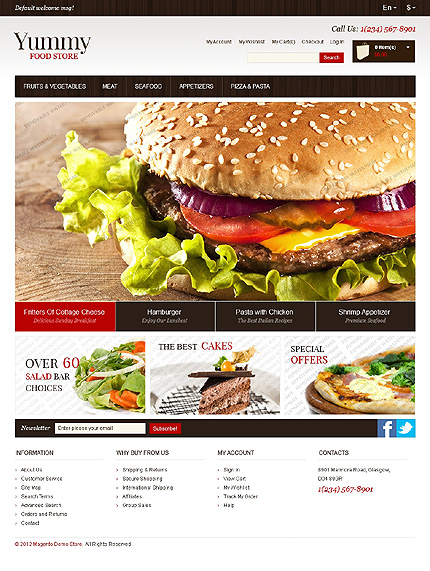 Default welcome msg!
En
$
Call Us: 1(234) 567-8901
Yummy
FOOD STORE
My Account My Wishlist My Cart(s) Checkout Log In
Search
0 item(s)
FRUITS & VEGETABLES MEAT SEAFOOD APPETIZERS PIZZA & PASTA
Fritters Of Cottage Cheese
Delicious Sunday Breakfast
Hamburger
Enjoy Our Lunches!
Pasta with Chicken
The Best Italian Recipes
Shrimp Appetizer
Premium Seafood
OVER 60
SALAD BAR
CHOICES
THE BEST CAKES
SPECIAL
OFFERS
Newsletter
Enter please your email
Subscribe!
INFORMATION
About Us
Customer Service
Site Map
Search Terms
Advanced Search
Orders and Returns
Contact
WHY BUY FROM US
Shipping & Returns
Secure Shopping
International Shipping
Affiliates
Group Sales
MY ACCOUNT
Sign In
View Cart
My Wishlist
Track My Order
Help
CONTACTS
8901 Marmora Road, Glasgow,
D04 89GR
1(234) 567-8901
© 2012 Magento Demo Store. All Rights Reserved.